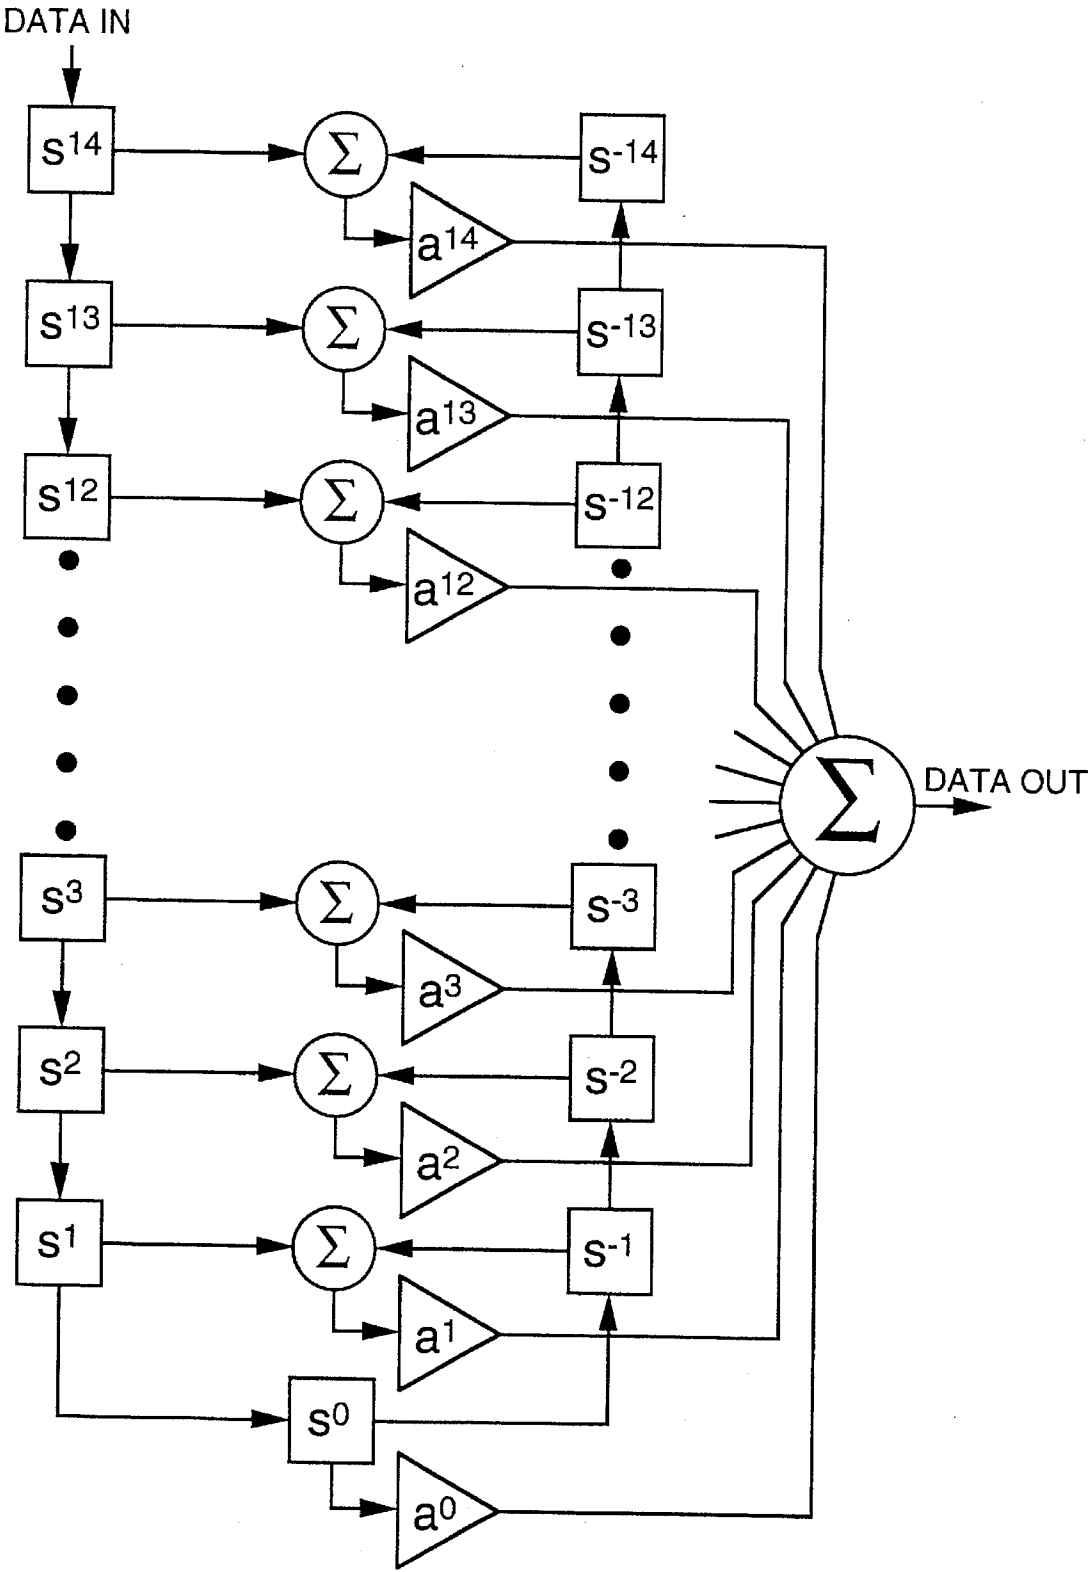 DATA IN
s14
Σ
s-14
a14
s13
Σ
s-13
a13
s12
Σ
s-12
a12
Σ
DATA OUT
s3
Σ
s-3
a3
s2
Σ
s-2
a2
s1
Σ
s-1
a1
s0
a0